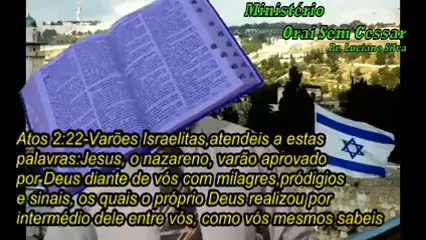 Ministério
Orai Sem Cessar
Pr. Luciano Silva
Atos 2:22-Varões Israelitas,atendeis a estas
palavras:Jesus, o nazareno, varão aprovado
por Deus diante de vós com milagres,pródigios
e sinais, os quais o próprio Deus realizou por
intermédio dele entre vós, como vós mesmos sabeis